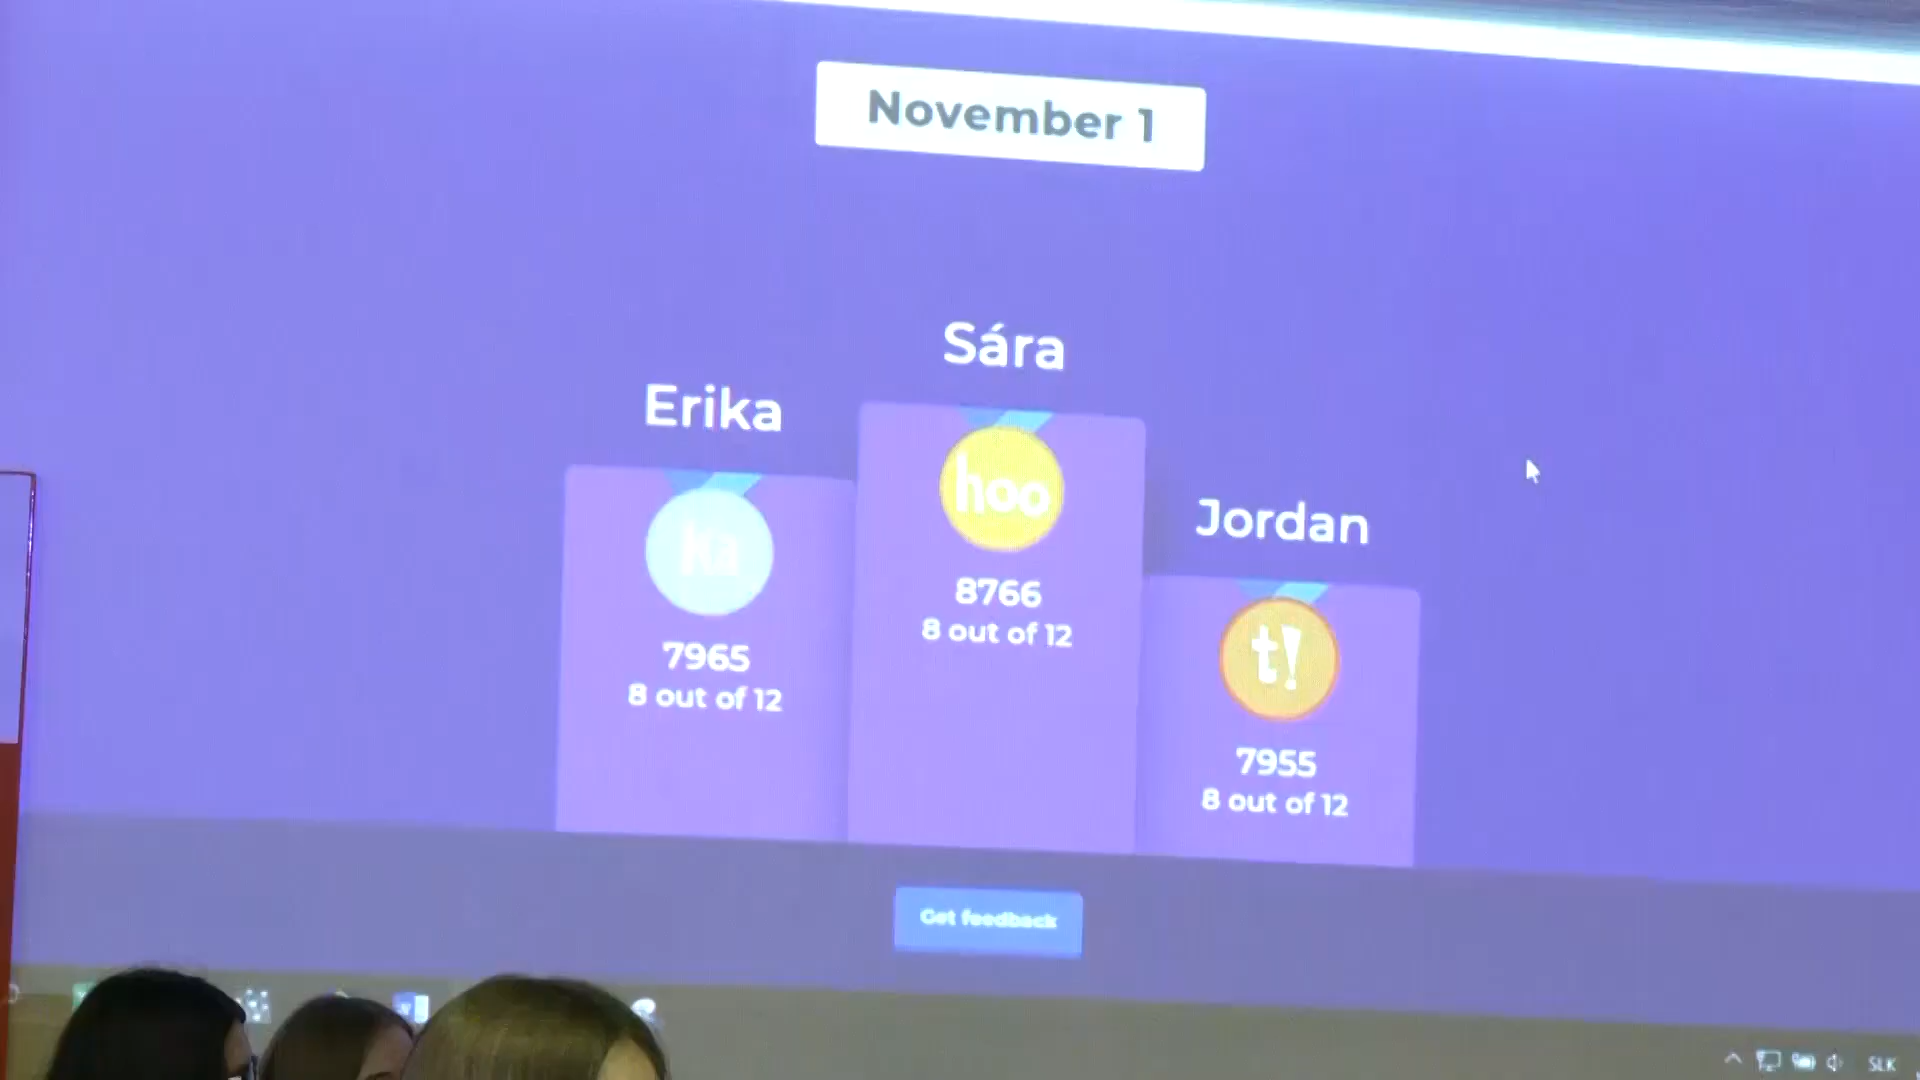 November 1
Sára
Erika
Jordan
hoo
ka
t!
8766
8 out of 12
7965
8 out of 12
7955
8 out of 12
Get feedback
SLK